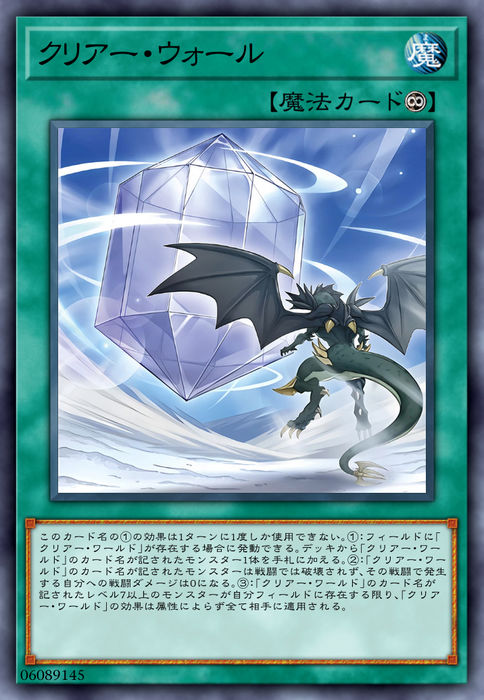 クリアー・ウォール
魔
【魔法カード】
このカード名の①の効果は1ターンに1度しか使用できない。①:フィールドに「
クリアー・ワールド」が存在する場合に発動できる。デッキから「クリアー・ワー
ルド」のカード名が記されたモンスター1体を手札に加える。②:「クリアー・ワー
ルド」のカード名が記されたモンスターは戦闘では破壊されず、その戦闘で発生
する自分への戦闘ダメージは0になる。③:「クリアー・ワールド」のカード名が
記されたレベル7以上のモンスターが自分フィールドに存在する限り、「クリア
ー・ワールド」の効果は属性によらず全て相手に適用される。
06089145